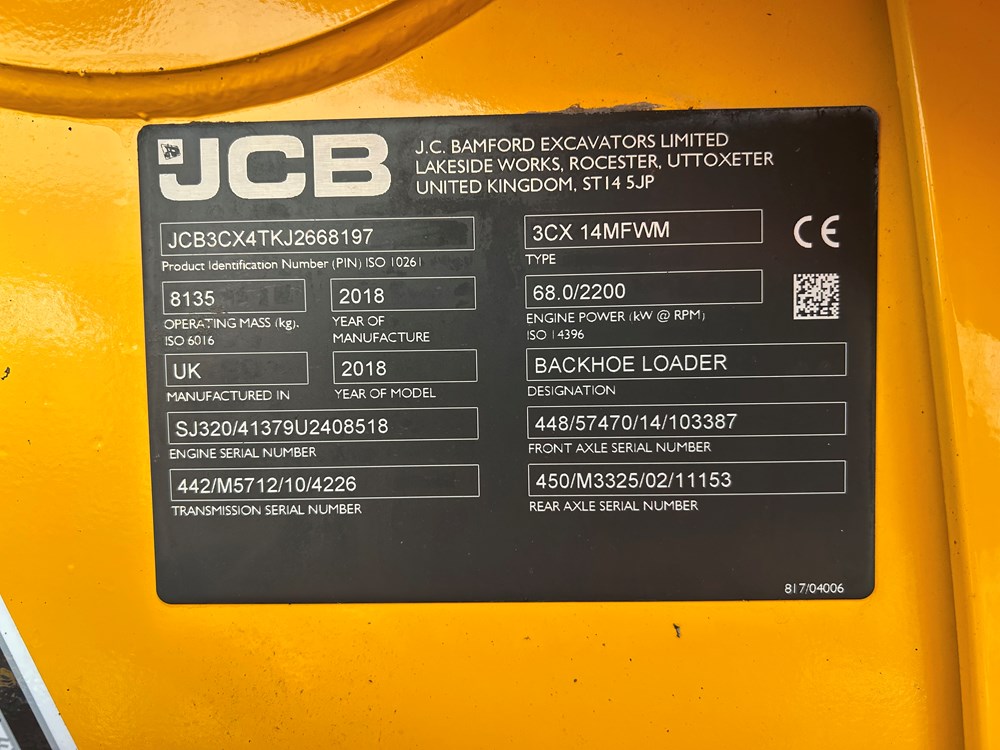 JCB
J.C. BAMFORD EXCAVATORS LIMITED
LAKESIDE WORKS, ROCESTER, UTTOXETER
UNITED KINGDOM, ST14 5JP
JCB3CX4TKJ2668197
Product Identification Number (PIN) ISO 10261
3CX 14MFWM
TYPE
CE
8135
OPERATING MASS (kg).
ISO 6016
2018
YEAR OF
MANUFACTURE
68.0/2200
ENGINE POWER (kW @ RPM)
ISO 14396
UK
MANUFACTURED IN
2018
YEAR OF MODEL
BACKHOE LOADER
DESIGNATION
SJ320/41379U2408518
ENGINE SERIAL NUMBER
448/57470/14/103387
FRONT AXLE SERIAL NUMBER
442/M5712/10/4226
TRANSMISSION SERIAL NUMBER
450/M3325/02/11153
REAR AXLE SERIAL NUMBER
817/04006